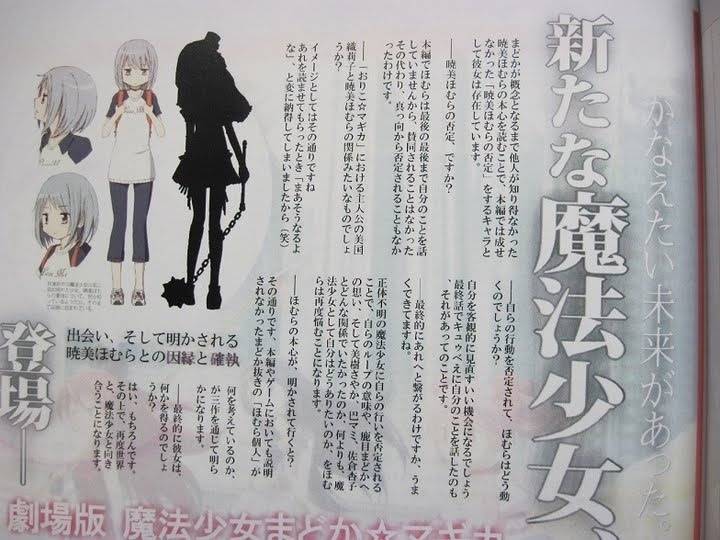 かなえたい未来があった。
新たな魔法少女、
登場――
まどかが概念となるまで他人が知り得なかった
暁美ほむらの本心を読むことで、本編では成せ
なかった「暁美ほむらの否定」をするキャラと
して彼女は存在しています。
――暁美ほむらの否定、ですか?
本編でほむらは最後の最後まで自分のことを話
していませんから、賛同されることはなかった
その代わり、真っ向から否定されることもなか
ったわけです。
――「おりこ☆マギカ」における主人公の美国
織莉子と暁美ほむらの関係みたいなものでしょ
うか?
イメージとしてはその通りですね
あれを読ませてもらったとき「まあそうなるよ
な」、と変に納得してしまいましたから(笑)
――自らの行動を否定されて、ほむらはどう動
くのでしょうか?
自分を客観的に見直すいい機会になるでしょう
最終話でキュゥべえに自分のことを話したのも
、それがあってのことです。
――最終的にあれへと繋がるわけですか、うま
くできてますね。
正体不明の魔法少女に自らの行いを否定される
ことで、自らのループの意味や、鹿目まどかへ
の思い、そして美樹さやか、巴マミ、佐倉杏子
とどんな関係でいたかったのか、何よりも、魔
法少女として自分はどうありたいのか、をほむ
らは再度悩むことになります。
――ほむらの本心が、明かされて行くと?
その通りです、本編やゲームにおいても説明
されなかったまどか抜きの「ほむら個人」が
何を考えているのか、
が三作を通じて明ら
かになります。
――最終的に彼女は、
何かを得るのでしょ
うか?
はい、もちろんです。
その上で、再度世界
と、魔法少女と向き
合うことになります。
出会い、そして明かされる
暁美ほむらとの因縁と確執
劇場版 魔法少女まどか☆マギカ